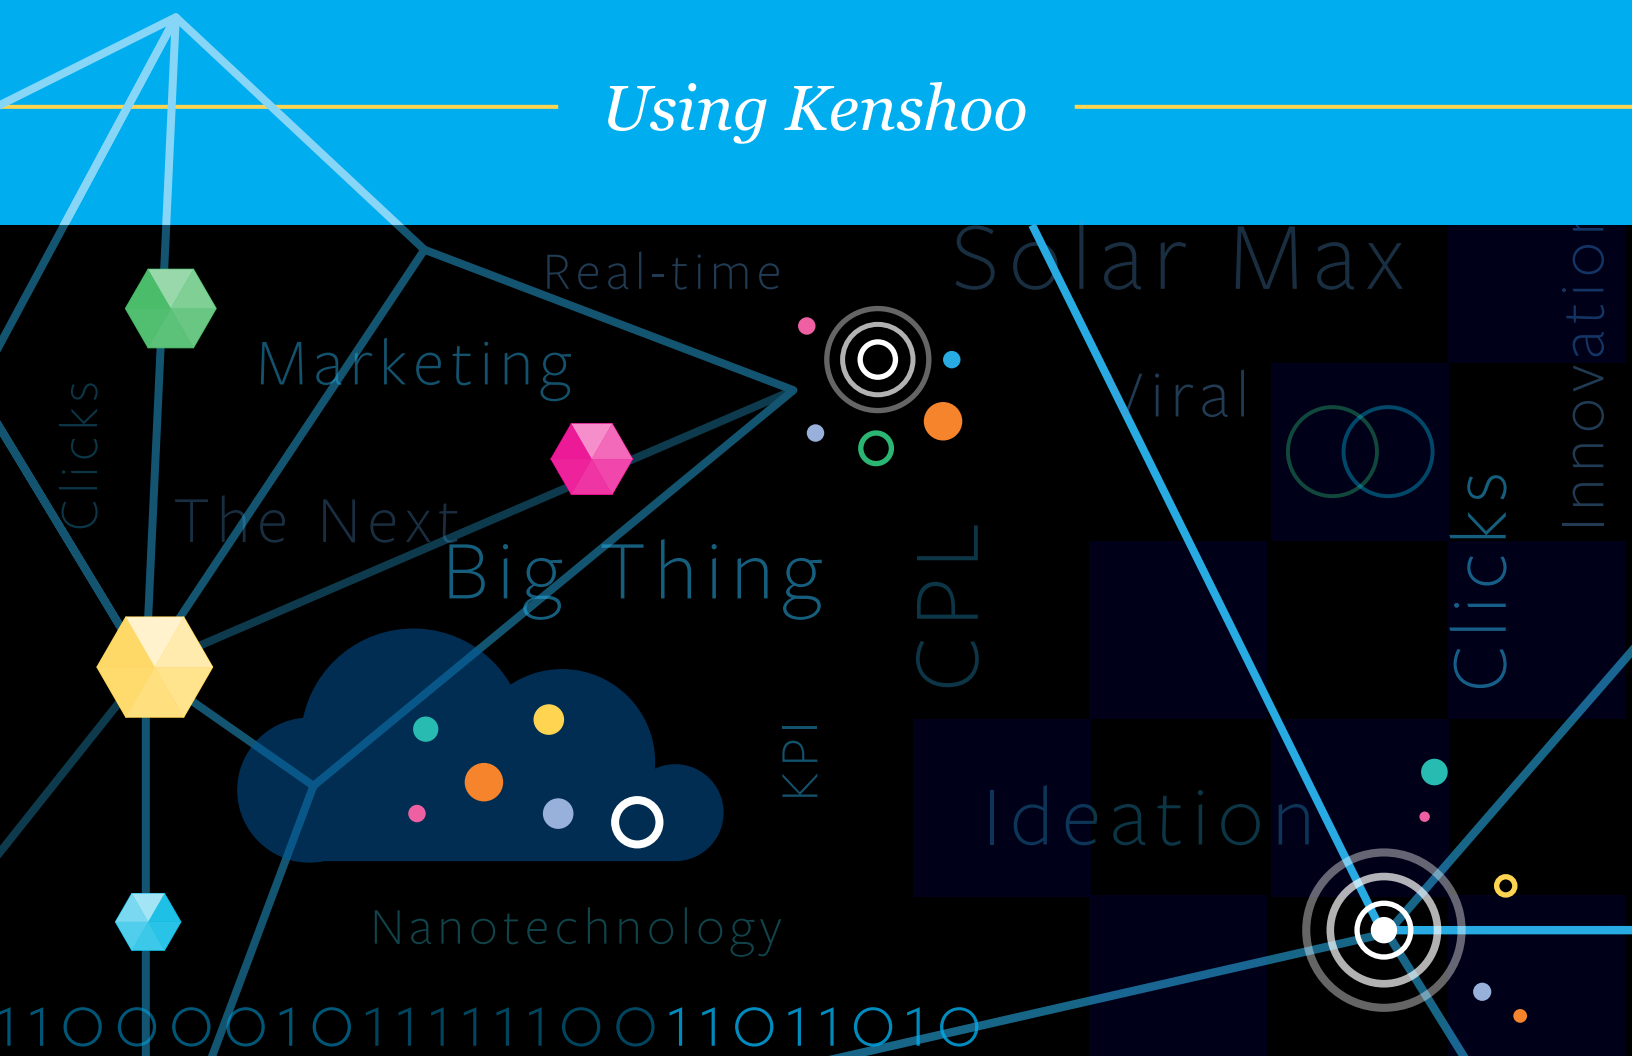 Using Kenshoo
Real-time
Solar Max
Innovation
Marketing
Viral
Clicks
The Next
Big Thing
CPL
Clicks
KPI
Ideation
Nanotechnology
110000101111110011011010